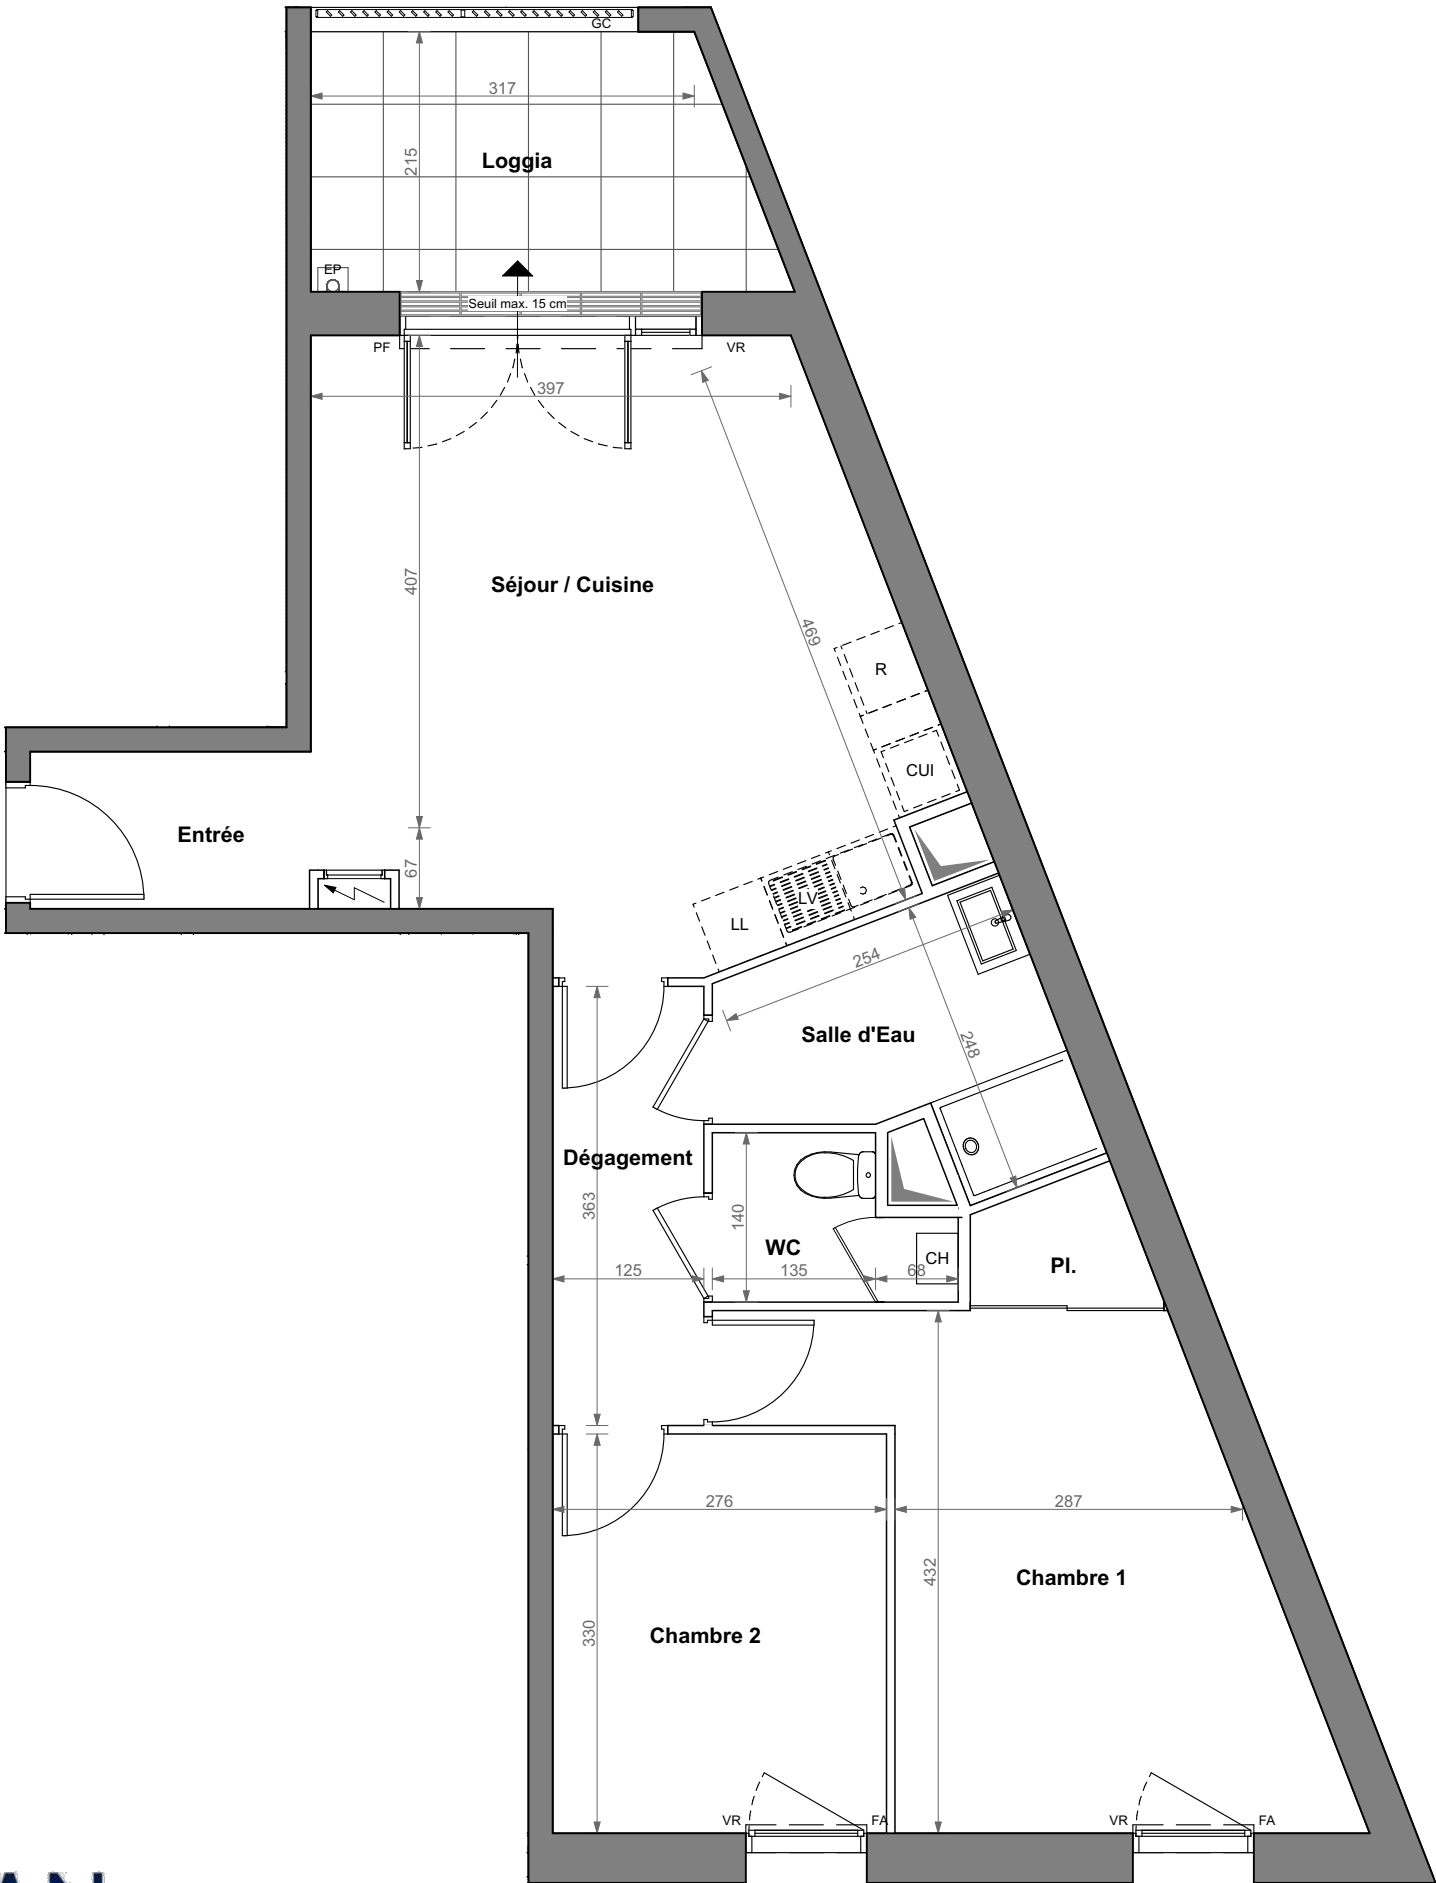 GC
317
215
Loggia
EP
Seuil max. 15 cm
PF
VR
397
407
Séjour / Cuisine
469
R
CUI
Entrée
67
LV
LL
254
Salle d'Eau
248
Dégagement
363
140
WC
CH
Pl.
125
135
68
276
287
432
Chambre 1
330
Chambre 2
VR
FA
VR
FA